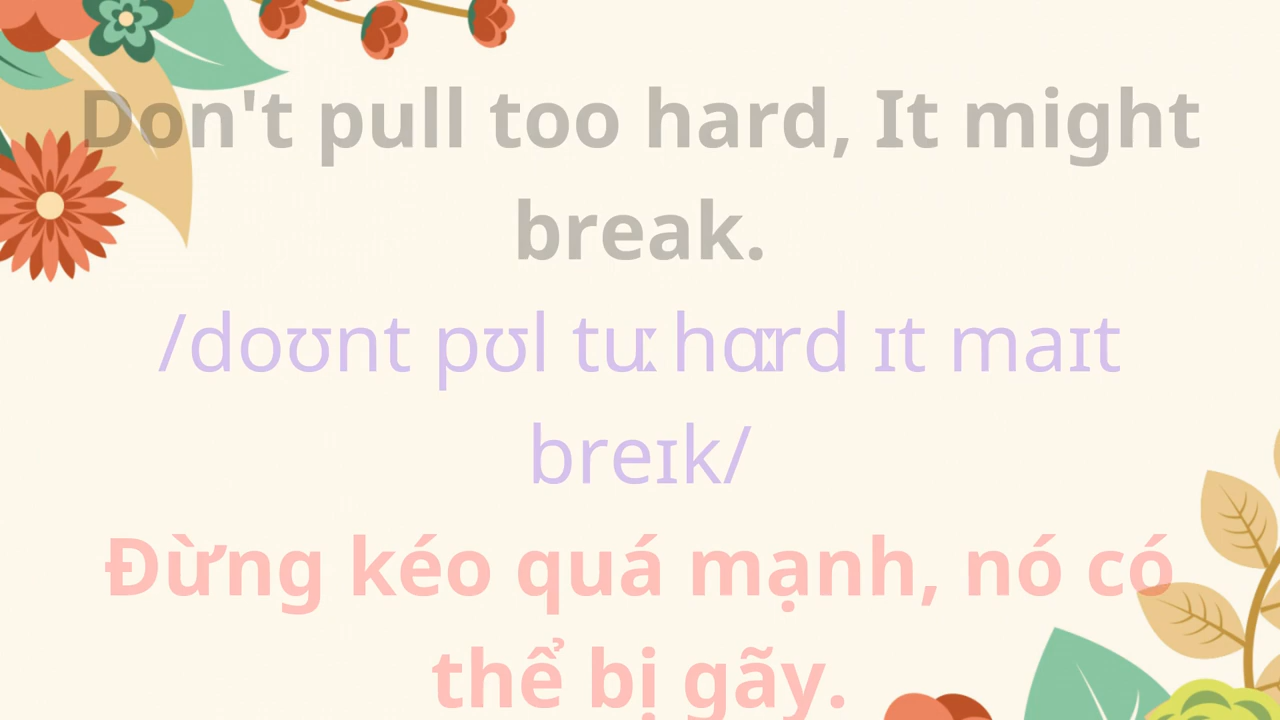 Don't pull too hard, It might
break.
/doʊnt pʊl tuː hɑːrd ɪt maɪt
breɪk/
Đừng kéo quá mạnh, nó có
thể bị gãy.